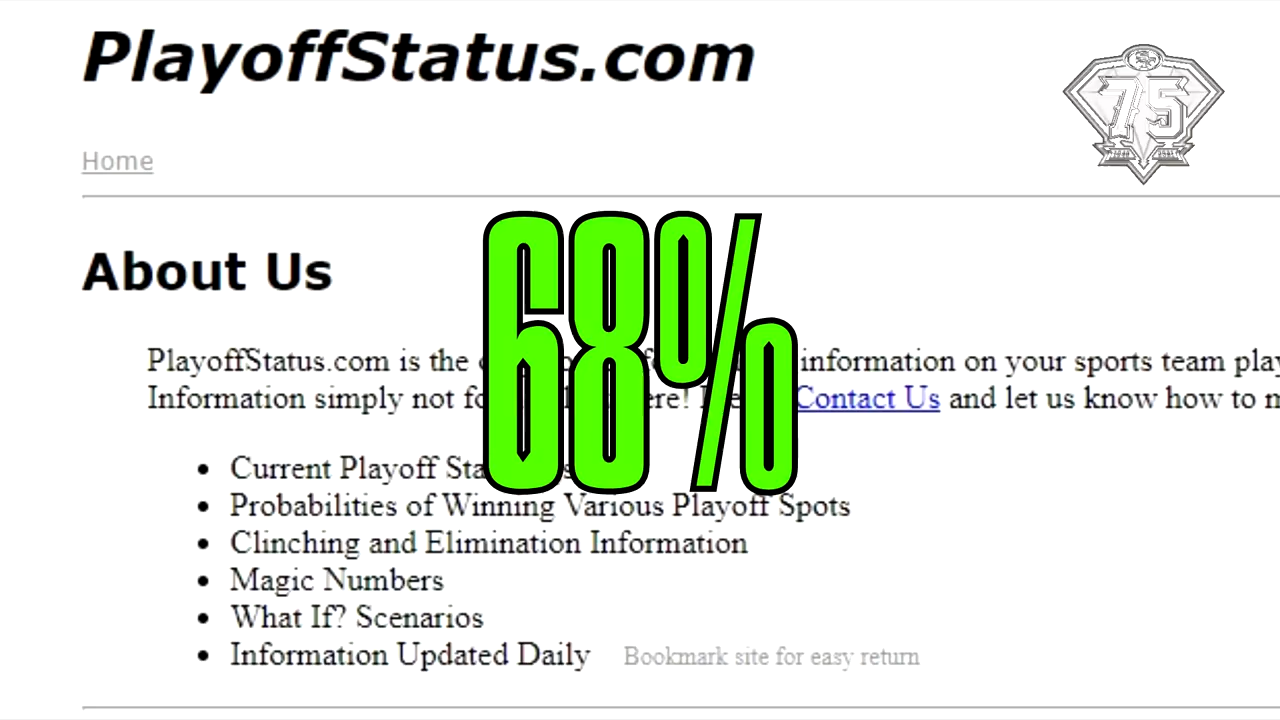 PlayoffStatus.com
75
Home
About Us
68%
PlayoffStatus.com is the information on your sports team
Information simply not ! Contact Us and let us know how to
Current Playoff
Probabilities of Winning Various Playoff Spots
Clinching and Elimination Information
Magic Numbers
What If? Scenarios
Information Updated Daily Bookmark site for easy return